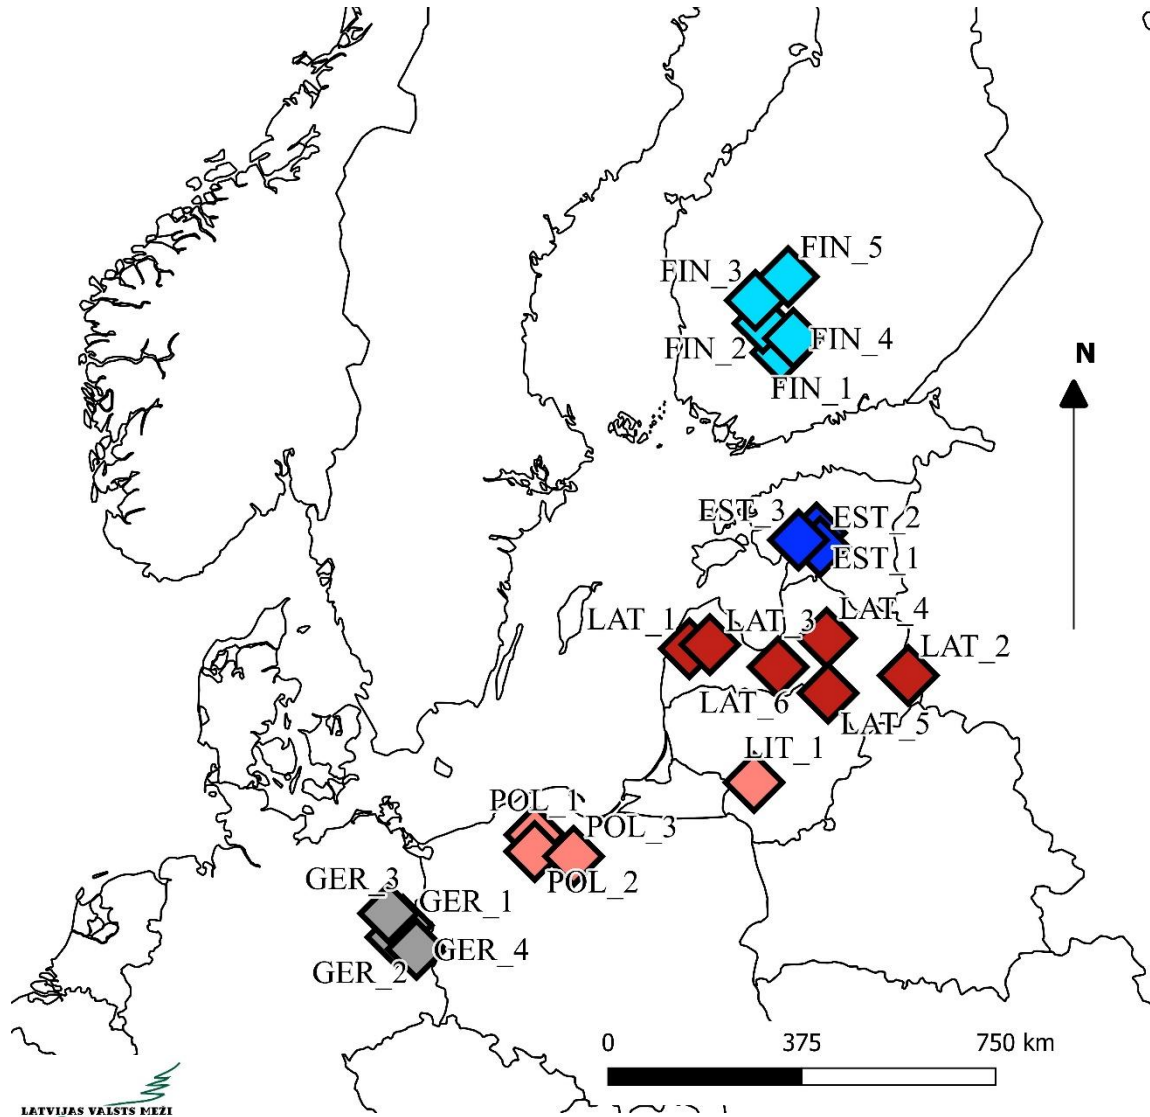 FIN_5
FIN_3
FIN_4
FIN_2
FIN_1
N
EST_3
EST_2
EST_1
LAT_1
LAT_3
LAT_4
LAT_2
LAT_6
LAT_5
LIT_1
POL_1
POL_3
POL_2
GER_3
GER_1
GER_4
GER_2
0 375 750 km
LATVIJAS VALSTS MEŽI